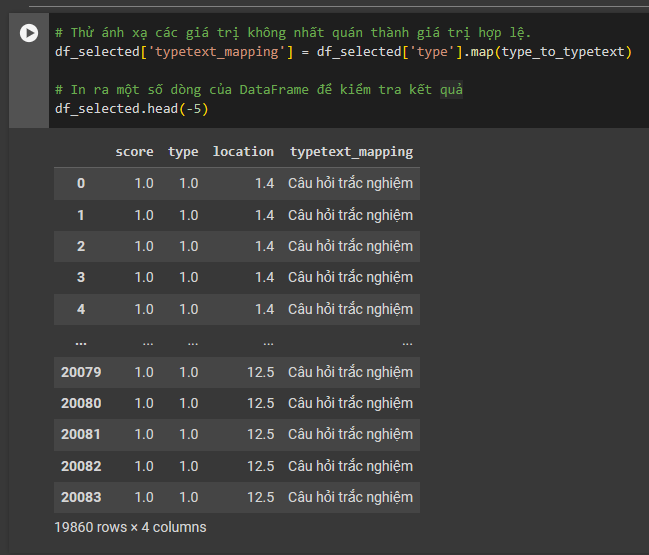 # Thử ánh xạ các giá trị không nhất quán thành giá trị hợp lệ.
df_selected['typetext_mapping'] = df_selected['type'].map(type_to_typetext)
# In ra một số dòng của DataFrame để kiểm tra kết quả
df_selected.head(-5)
score type location typetext_mapping
0 1.0 1.0 1.4 Câu hỏi trắc nghiệm
1 1.0 1.0 1.4 Câu hỏi trắc nghiệm
2 1.0 1.0 1.4 Câu hỏi trắc nghiệm
3 1.0 1.0 1.4 Câu hỏi trắc nghiệm
4 1.0 1.0 1.4 Câu hỏi trắc nghiệm
... ... ... ... ...
20079 1.0 1.0 12.5 Câu hỏi trắc nghiệm
20080 1.0 1.0 12.5 Câu hỏi trắc nghiệm
20081 1.0 1.0 12.5 Câu hỏi trắc nghiệm
20082 1.0 1.0 12.5 Câu hỏi trắc nghiệm
20083 1.0 1.0 12.5 Câu hỏi trắc nghiệm
19860 rows × 4 columns